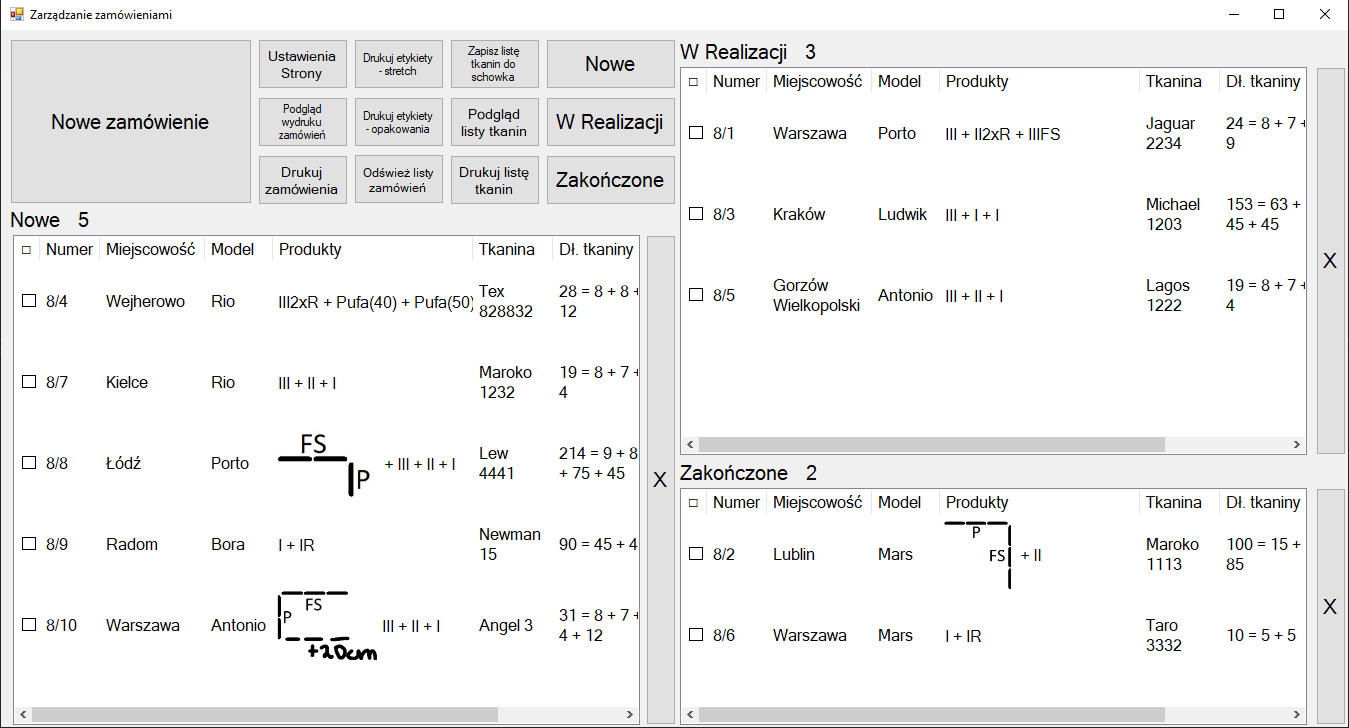 Zarządzanie zamówieniami
Nowe zamówienie
Ustawienia
Strony
Drukuj etykiety
- stretch
Zapisz listę
tkanin do
schowka
Nowe
Podgląd
wydruku
zamówień
Drukuj etykiety
- opakowania
Podgląd
listy tkanin
W Realizacji
Drukuj
zamówienia
Odśwież listy
zamówień
Drukuj listę
tkanin
Zakończone
Nowe 5
Numer Miejscowość Model Produkty Tkanina Dł. tkaniny
8/4 Wejherowo Rio III2xR + Pufa(40) + Pufa(50) Tex
828832 28 = 8 + 8 +
12
8/7 Kielce Rio III + II + I Maroko
1232 19 = 8 + 7 +
4
8/8 Łódź Porto FS
P + III + II + I Lew
4441 214 = 9 + 8
+ 75 + 45
8/9 Radom Bora I + IR Newman
15 90 = 45 + 4
8/10 Warszawa Antonio FS
P
+20cm III + II + I Angel 3 31 = 8 + 7 +
4 + 12
X
W Realizacji 3
Numer Miejscowość Model Produkty Tkanina Dł. tkaniny
8/1 Warszawa Porto III + II2xR + IIIFS Jaguar
2234 24 = 8 + 7 +
9
8/3 Kraków Ludwik III + I + I Michael
1203 153 = 63 +
45 + 45
8/5 Gorzów
Wielkopolski Antonio III + II + I Lagos
1222 19 = 8 + 7 +
4
X
Zakończone 2
Numer Miejscowość Model Produkty Tkanina Dł. tkaniny
8/2 Lublin Mars P
FS + II Maroko
1113 100 = 15 +
85
8/6 Warszawa Mars I + IR Taro
3332 10 = 5 + 5
X